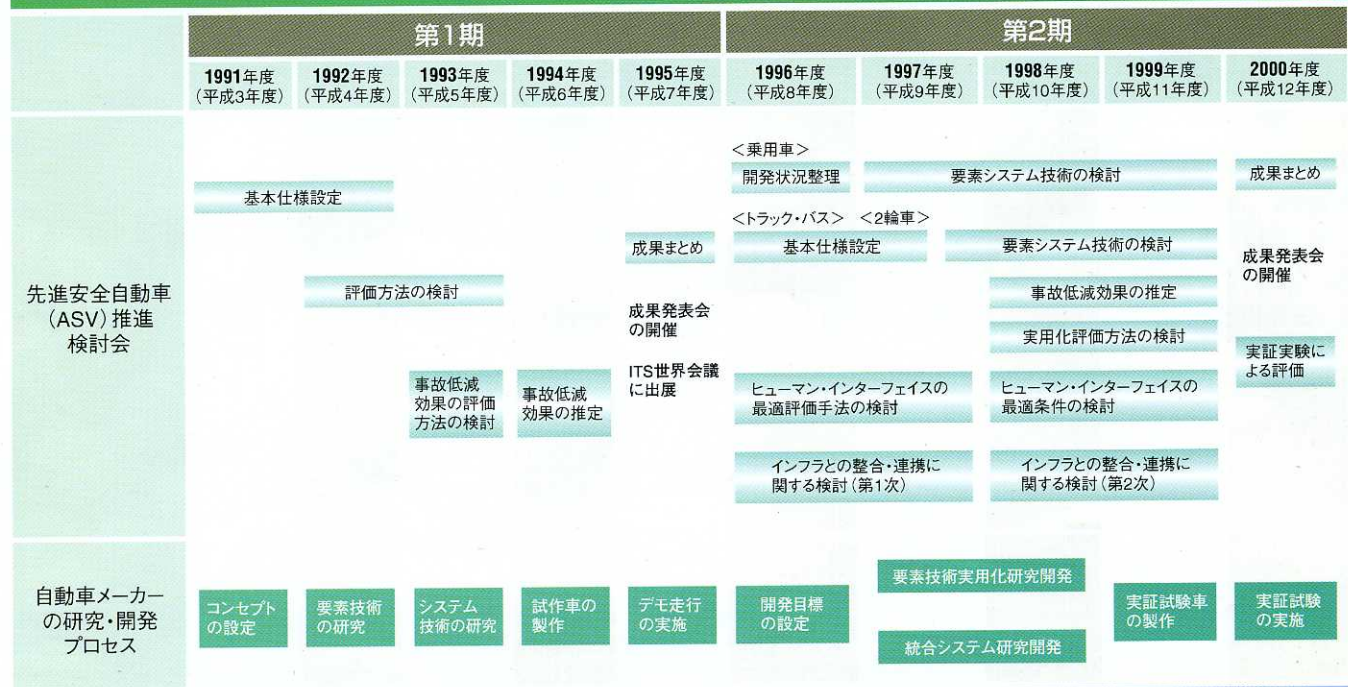 第1期
第2期
1991年度
(平成3年度)
1992年度
(平成4年度)
1993年度
(平成5年度)
1994年度
(平成6年度)
1995年度
(平成7年度)
1996年度
(平成8年度)
1997年度
(平成9年度)
1998年度
(平成10年度)
1999年度
(平成11年度)
2000年度
(平成12年度)
先進安全自動車
(ASV)推進
検討会
基本仕様設定
評価方法の検討
事故低減
効果の評価
方法の検討
事故低減
効果の推定
成果まとめ
成果発表会
の開催
ITS世界会議
に出展
<乗用車>
開発状況整理
要素システム技術の検討
成果まとめ
<トラック・バス>
<2輪車>
基本仕様設定
要素システム技術の検討
成果発表会
の開催
事故低減効果の推定
実用化評価方法の検討
実証実験に
よる評価
ヒューマン・インターフェイスの
最適評価手法の検討
ヒューマン・インターフェイスの
最適条件の検討
インフラとの整合・連携に
関する検討(第1次)
インフラとの整合・連携に
関する検討(第2次)
自動車メーカー
の研究・開発
プロセス
コンセプト
の設定
要素技術
の研究
システム
技術の研究
試作車の
製作
デモ走行
の実施
開発目標
の設定
要素技術実用化研究開発
統合システム研究開発
実証試験車
の製作
実証試験
の実施